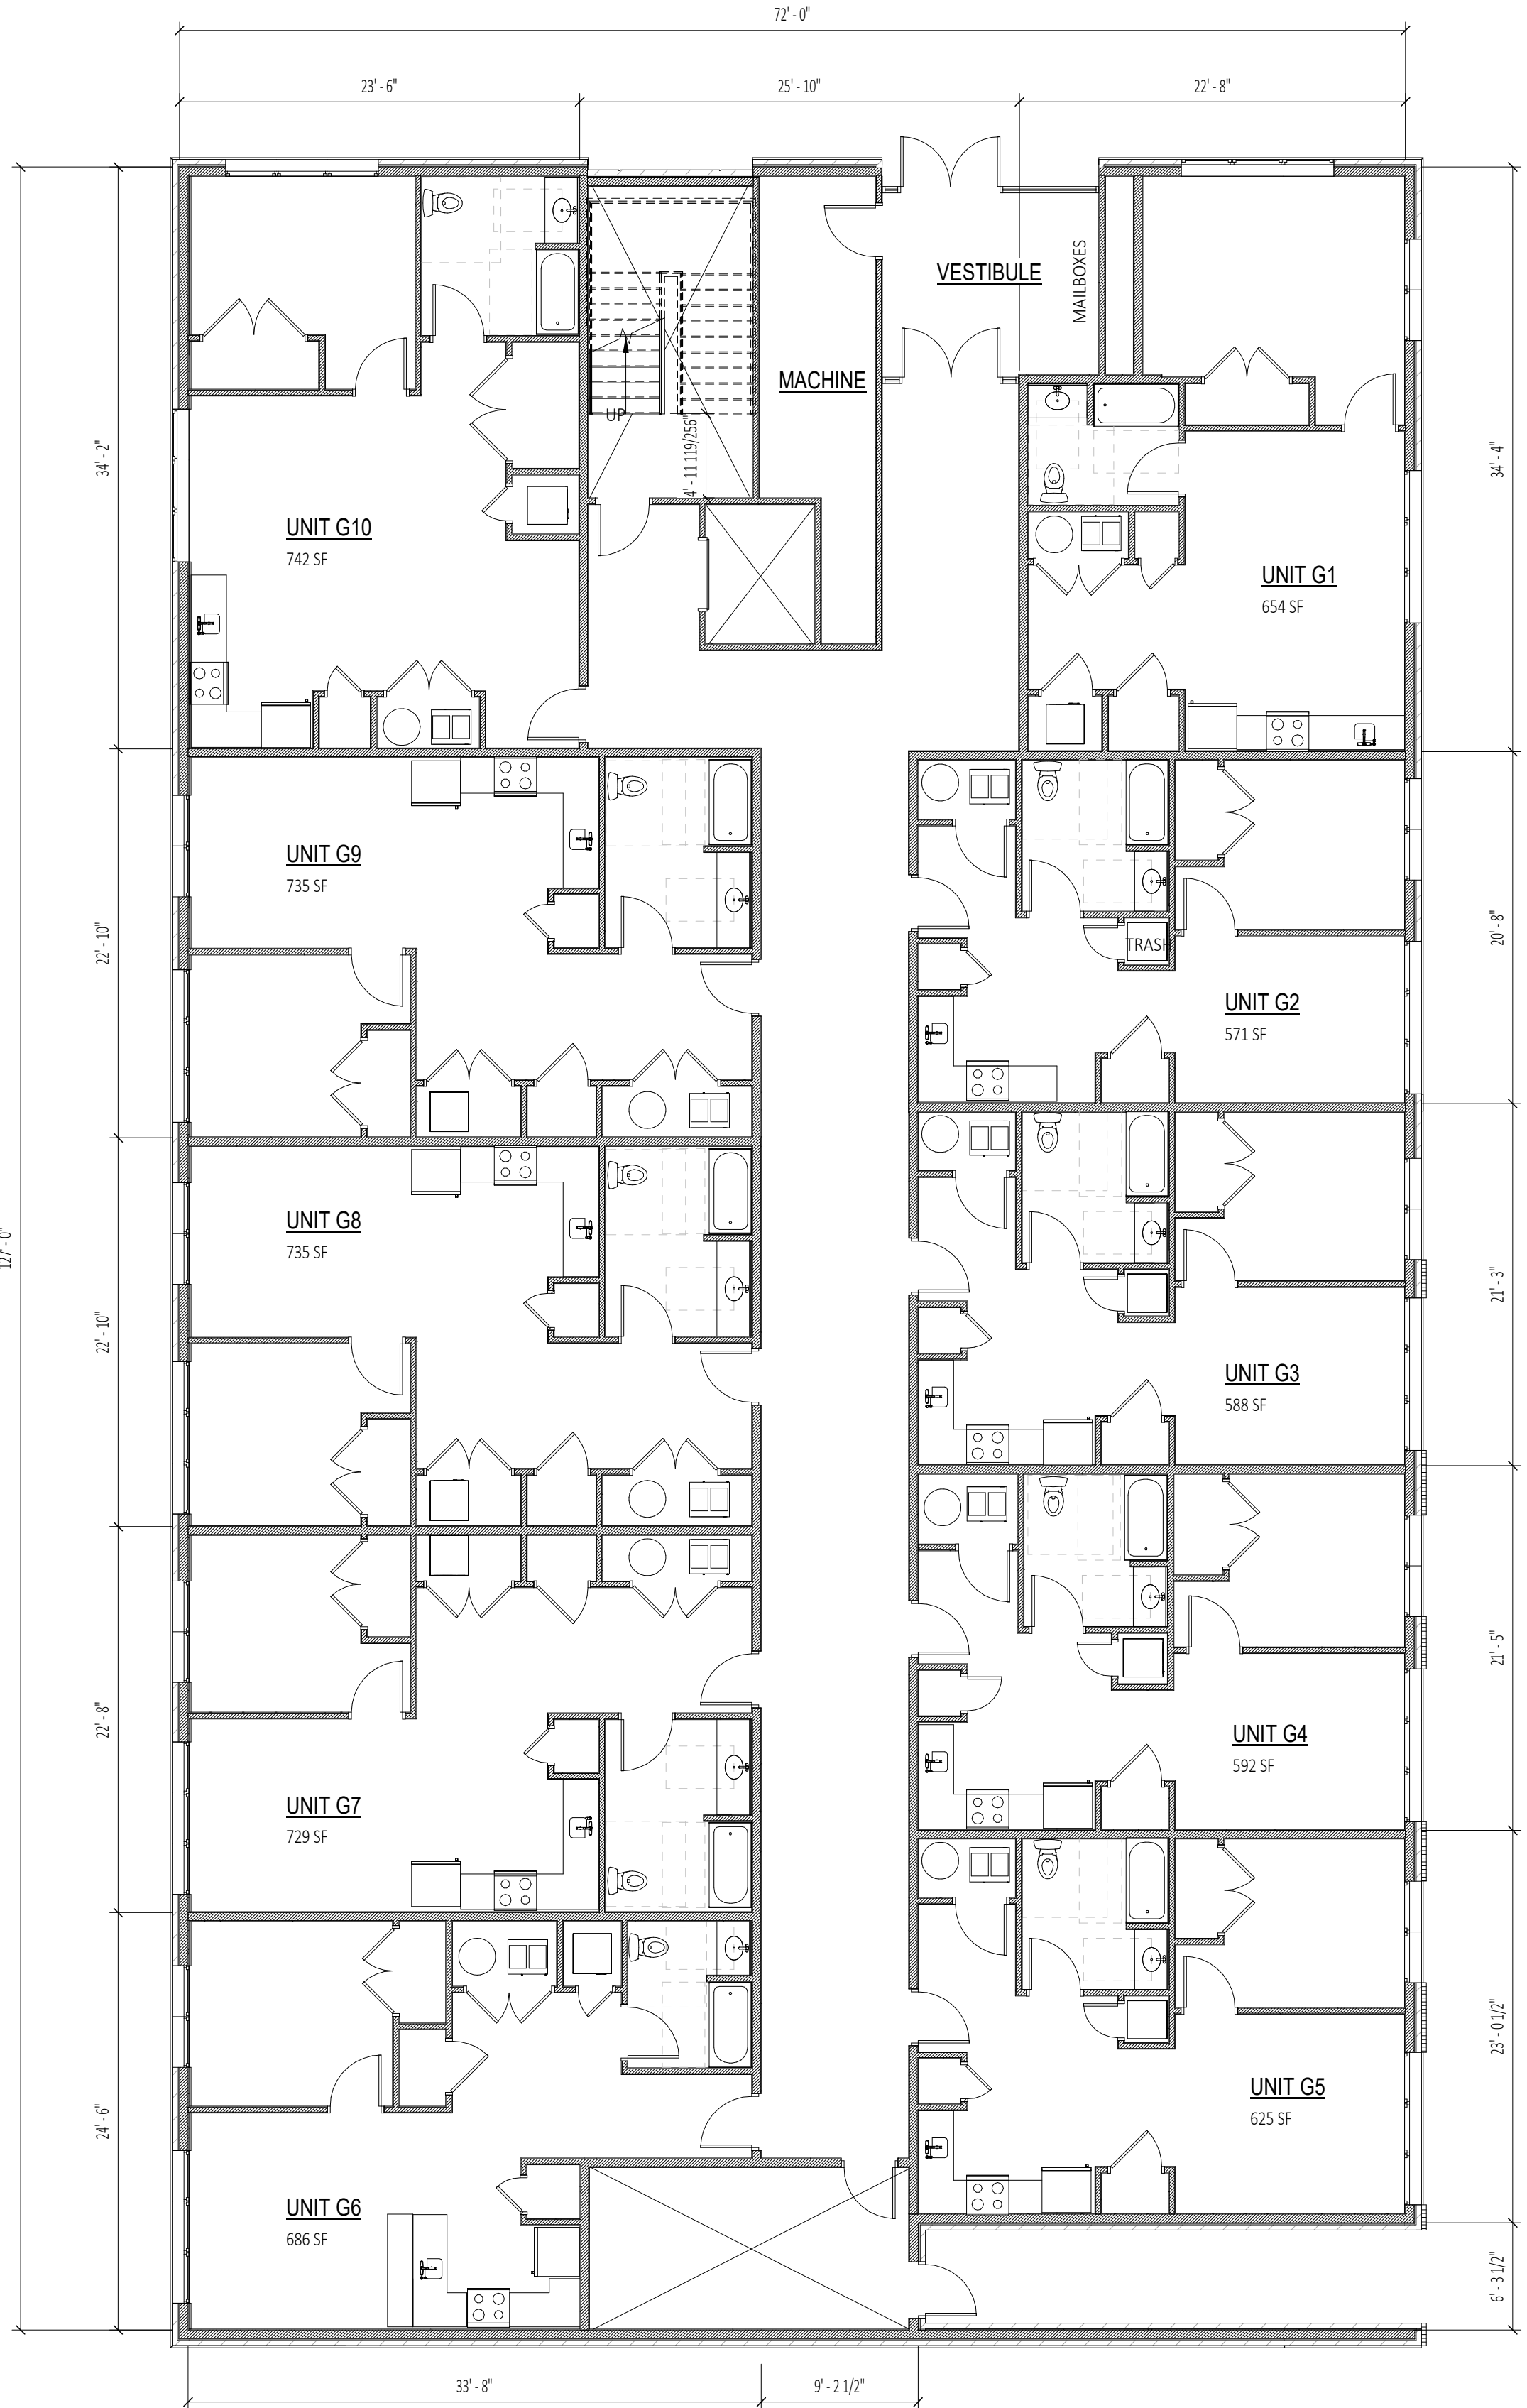 72' - 0"
23' - 6"
25' - 10"
22' - 8"
VESTIBULE
MAILBOXES
MACHINE
UP
4' - 11 119/256"
34' - 2"
34' - 4"
UNIT G10
742 SF
UNIT G1
654 SF
UNIT G9
735 SF
22' - 10"
TRASH
20' - 8"
UNIT G2
571 SF
UNIT G8
735 SF
127' - 0"
22' - 10"
21' - 3"
UNIT G3
588 SF
21' - 5"
22' - 8"
UNIT G4
592 SF
UNIT G7
729 SF
23' - 0 1/2"
24' - 6"
UNIT G5
625 SF
UNIT G6
686 SF
6' - 3 1/2"
33' - 8"
9' - 2 1/2"